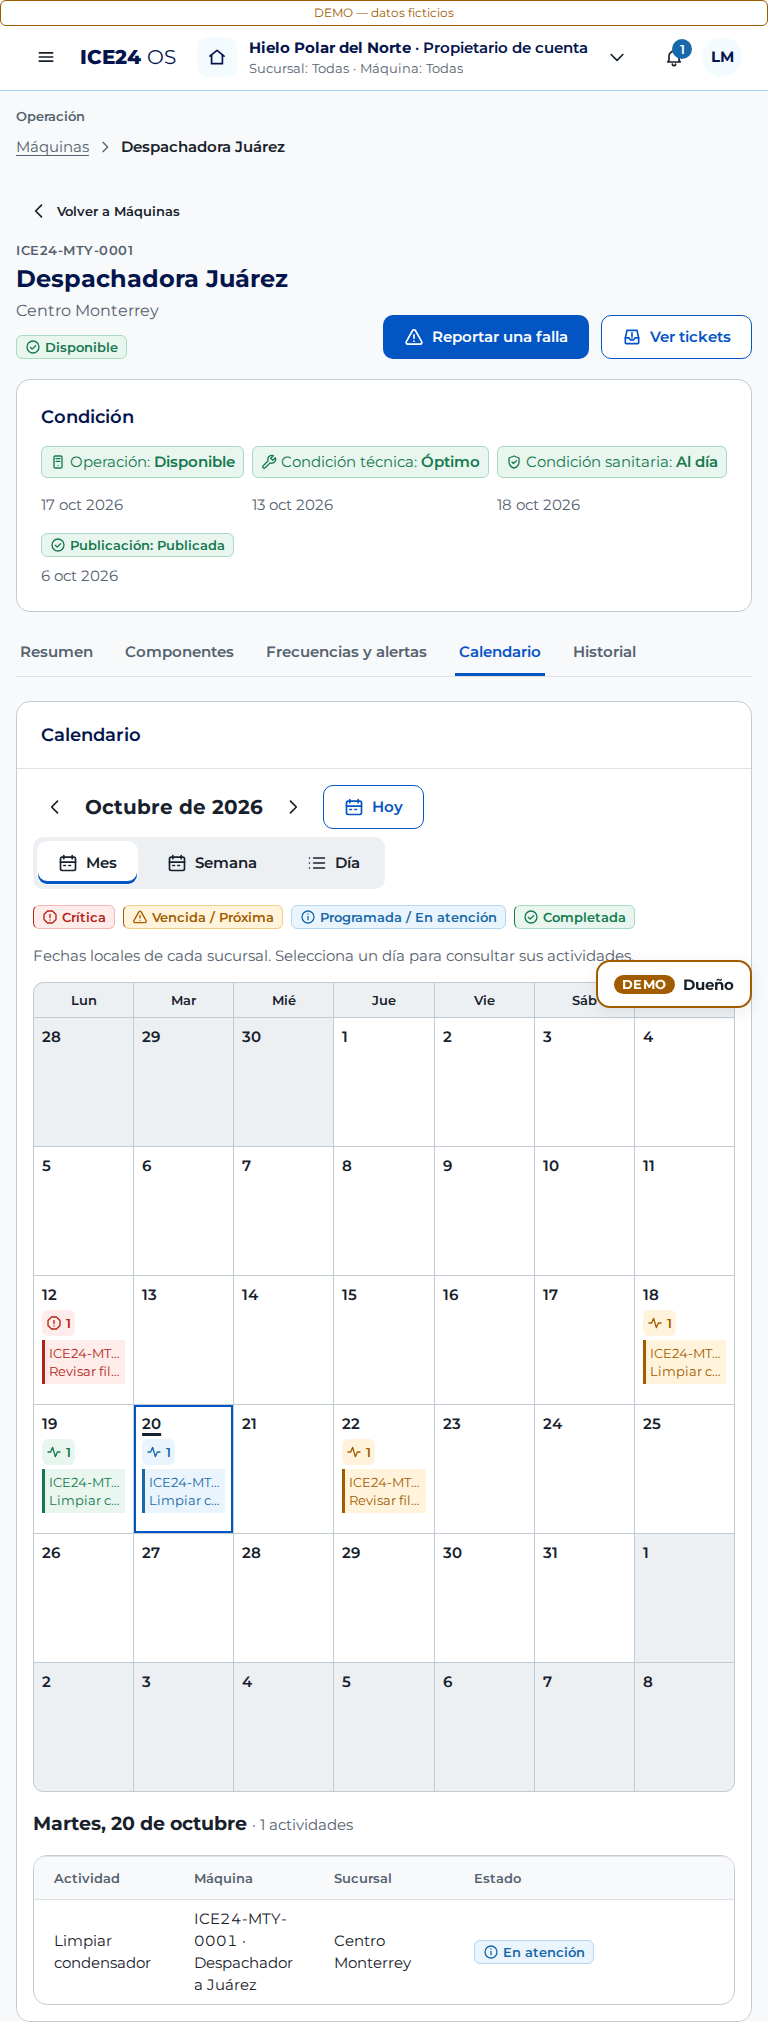 DEMO — datos ficticios
ICE24 OS
Hielo Polar del Norte · Propietario de cuenta
Sucursal: Todas · Máquina: Todas
1
LM
Operación
Máquinas
Despachadora Juárez
Volver a Máquinas
ICE24-MTY-0001
Despachadora Juárez
Centro Monterrey
Disponible
Reportar una falla
Ver tickets
Condición
Operación: Disponible
Condición técnica: Óptimo
Condición sanitaria: Al día
17 oct 2026
13 oct 2026
18 oct 2026
Publicación: Publicada
6 oct 2026
Resumen
Componentes
Frecuencias y alertas
Calendario
Historial
Calendario
Octubre de 2026
Hoy
Mes
Semana
Día
Crítica
Vencida / Próxima
Programada / En atención
Completada
Fechas locales de cada sucursal. Selecciona un día para consultar sus actividades.
DEMO Dueño
Lun Mar Mié Jue Vie Sáb
28 29 30 1 2 3 4
5 6 7 8 9 10 11
12 13 14 15 16 17 18
1 1
ICE24-MT... ICE24-MT...
Revisar fil... Limpiar c...
19 20 21 22 23 24 25
1 1 1
ICE24-MT... ICE24-MT... ICE24-MT...
Limpiar c... Limpiar c... Revisar fil...
26 27 28 29 30 31 1
2 3 4 5 6 7 8
Martes, 20 de octubre · 1 actividades
Actividad Máquina Sucursal Estado
Limpiar
condensador
ICE24-MTY-
0001 ·
Despachador
a Juárez
Centro
Monterrey
En atención